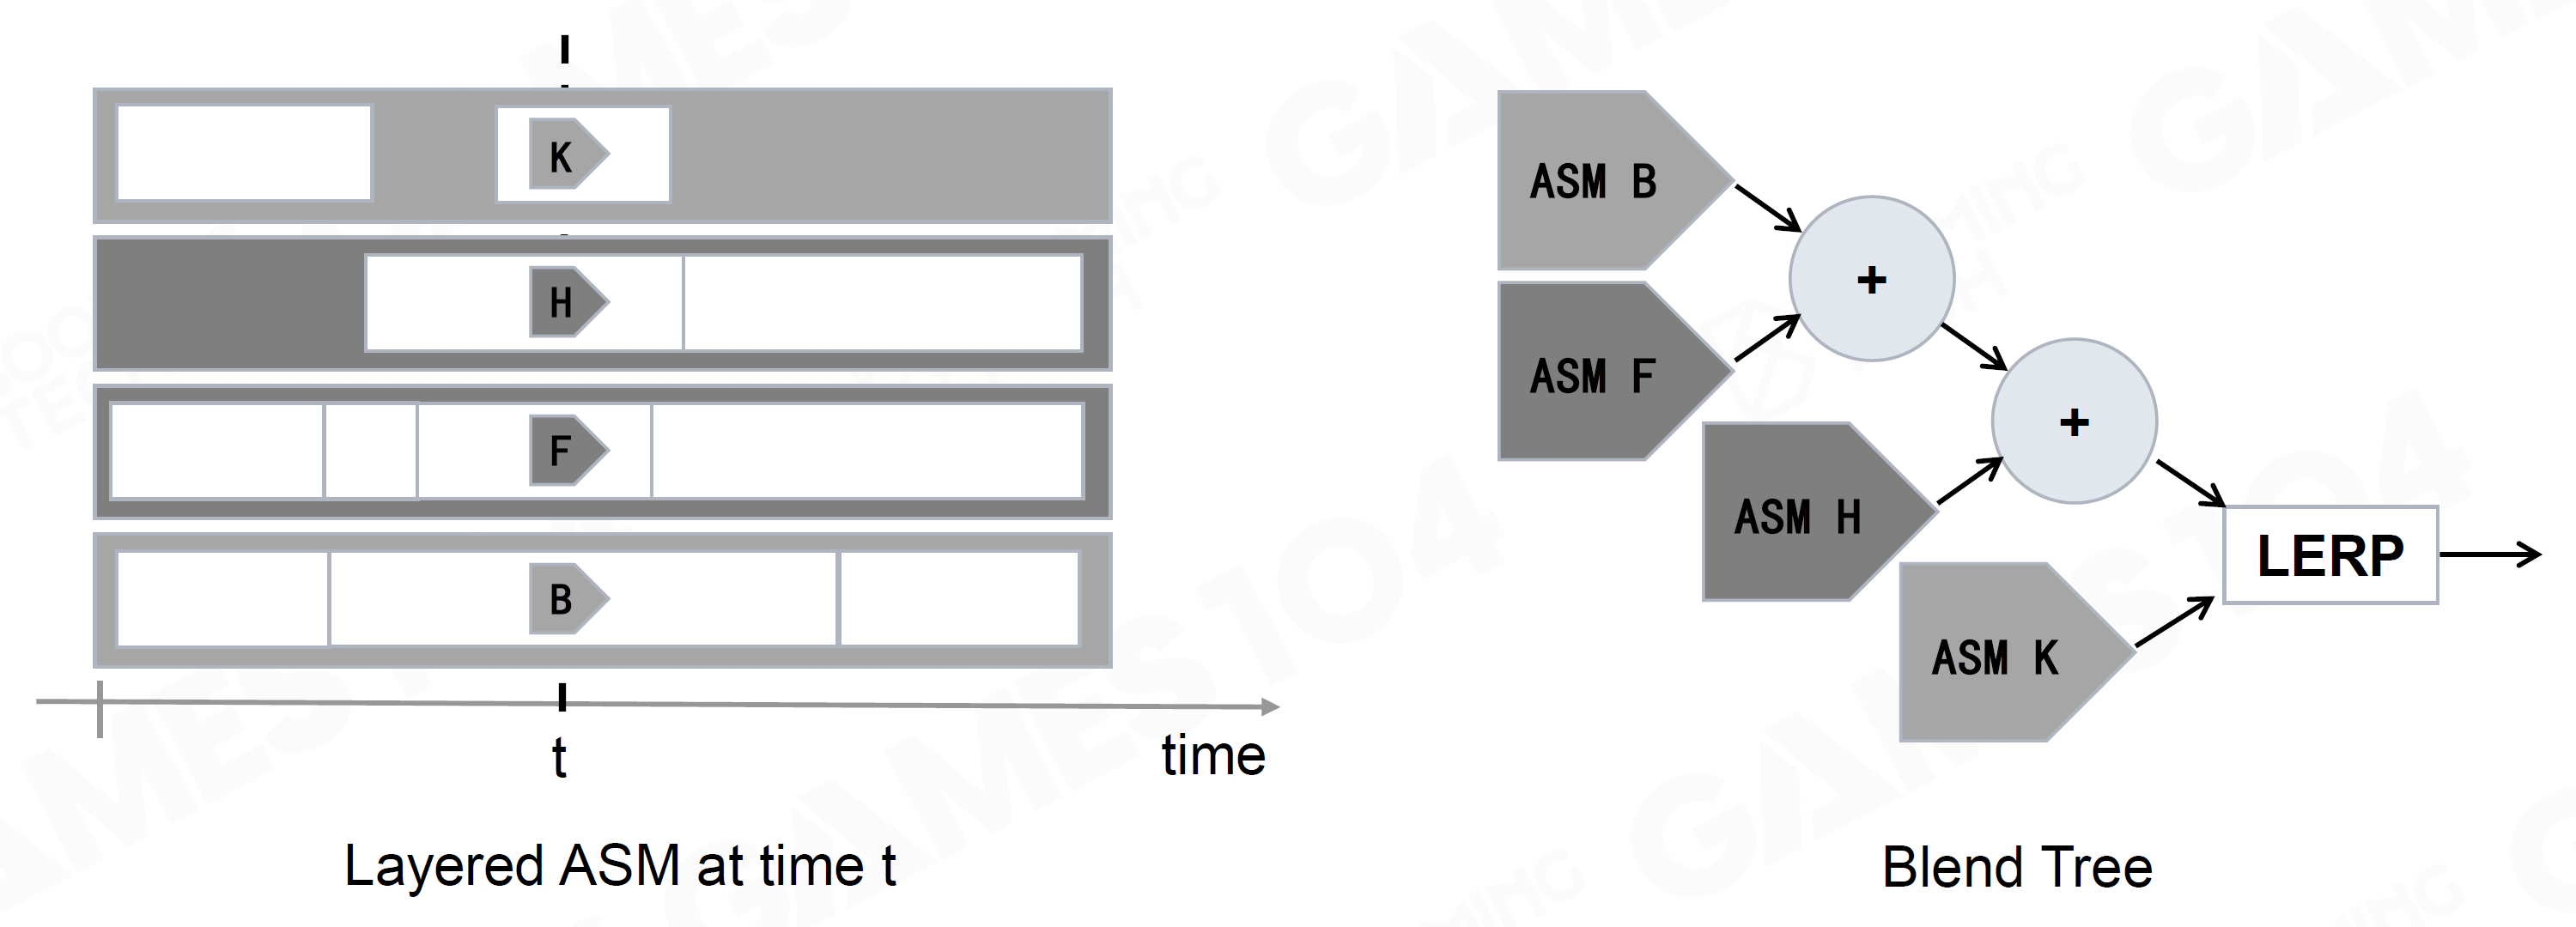 K
H
F
B
t
time
Layered ASM at time t
ASM B
+
ASM F
+
ASM H
LERP
ASM K
Blend Tree
GAMES104